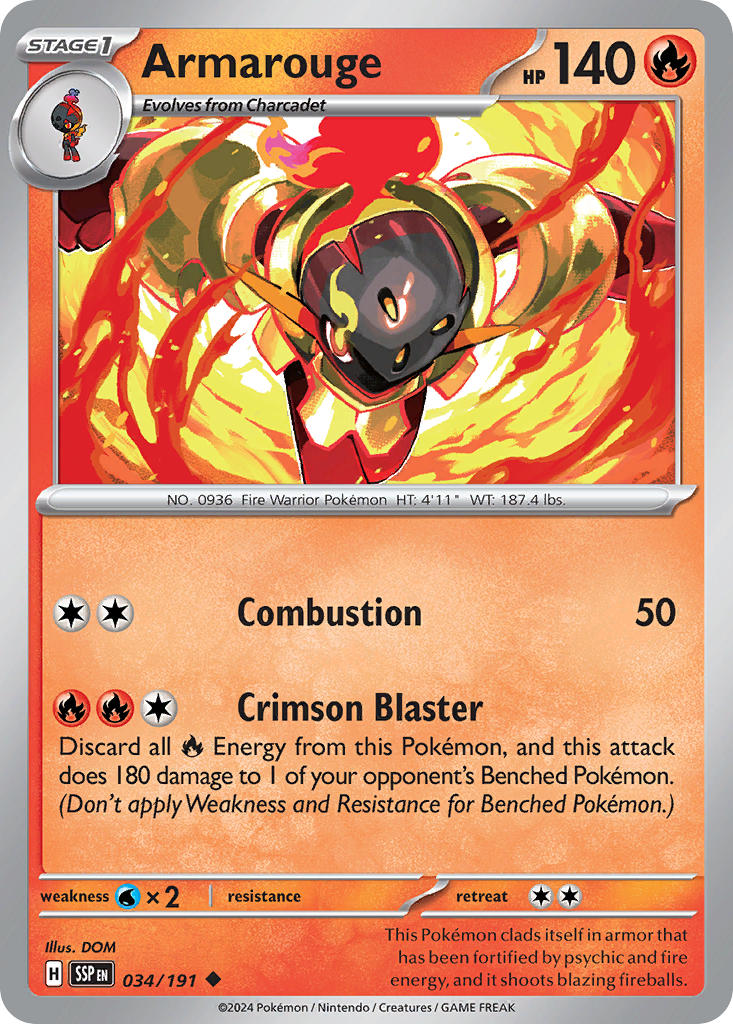 STAGE1
Armarouge
HP 140
Evolves from Charcadet
NO. 0936 Fire Warrior Pokémon HT: 4'11" WT: 187.4 lbs.
Combustion 50
Crimson Blaster
Discard all Energy from this Pokémon, and this attack
does 180 damage to 1 of your opponent's Benched Pokémon.
(Don't apply Weakness and Resistance for Benched Pokémon.)
weakness ×2 resistance retreat
Illus. DOM
H SSP EN 034/191
This Pokémon clads itself in armor that
has been fortified by psychic and fire
energy, and it shoots blazing fireballs.
©2024 Pokémon / Nintendo / Creatures / GAME FREAK